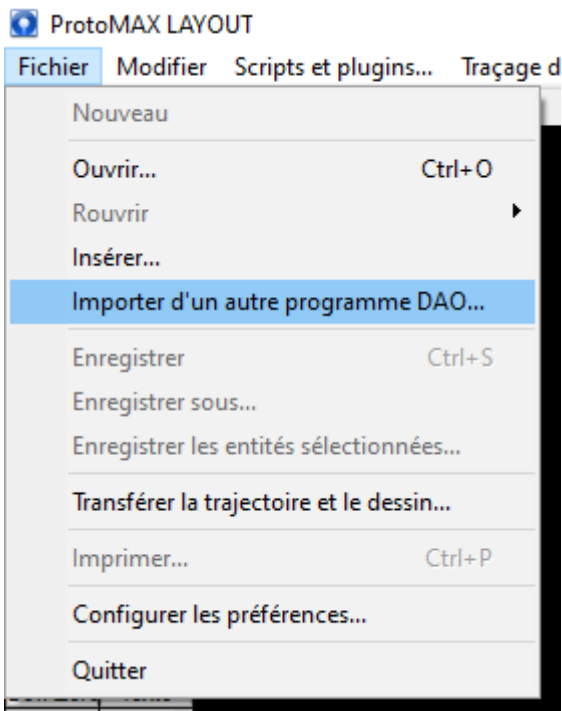 ProtoMAX LAYOUT
Fichier Modifier Scripts et plugins... Traçage d
Nouveau
Ouvrir... Ctrl+O
Rouvrir
Insérer...
Importer d'un autre programme DAO...
Enregistrer Ctrl+S
Enregistrer sous...
Enregistrer les entités sélectionnées...
Transférer la trajectoire et le dessin...
Imprimer... Ctrl+P
Configurer les préférences...
Quitter